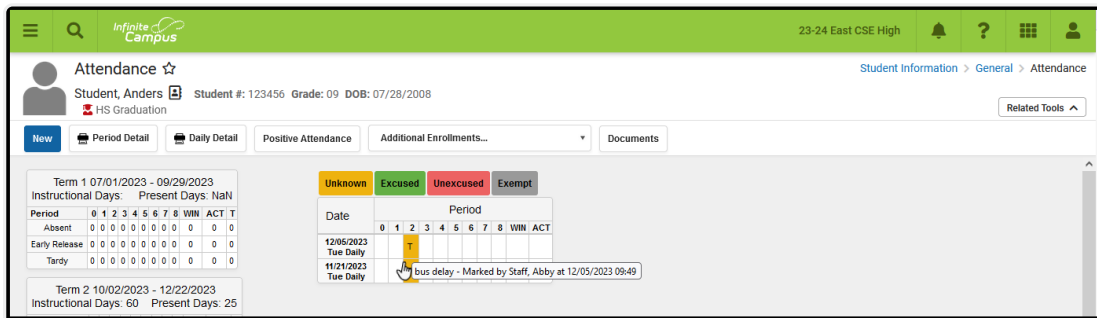 Infinite Campus
23-24 East CSE High
?
Attendance
Student Information > General > Attendance
Student, Anders Student #: 123456 Grade: 09 DOB: 07/28/2008
HS Graduation
Related Tools
New Period Detail Daily Detail Positive Attendance Additional Enrollments... Documents
Term 1 07/01/2023 - 09/29/2023
Instructional Days: Present Days: NaN
Period 0 1 2 3 4 5 6 7 8 WIN ACT T
Absent 0 0 0 0 0 0 0 0 0 0 0 0
Early Release 0 0 0 0 0 0 0 0 0 0 0 0
Tardy 0 0 0 0 0 0 0 0 0 0 0 0
Term 2 10/02/2023 - 12/22/2023
Instructional Days: 60 Present Days: 25
Unknown Excused Unexcused Exempt
Date Period
0 1 2 3 4 5 6 7 8 WIN ACT
12/05/2023
Tue Daily
T
11/21/2023
Tue Daily
bus delay - Marked by Staff, Abby at 12/05/2023 09:49